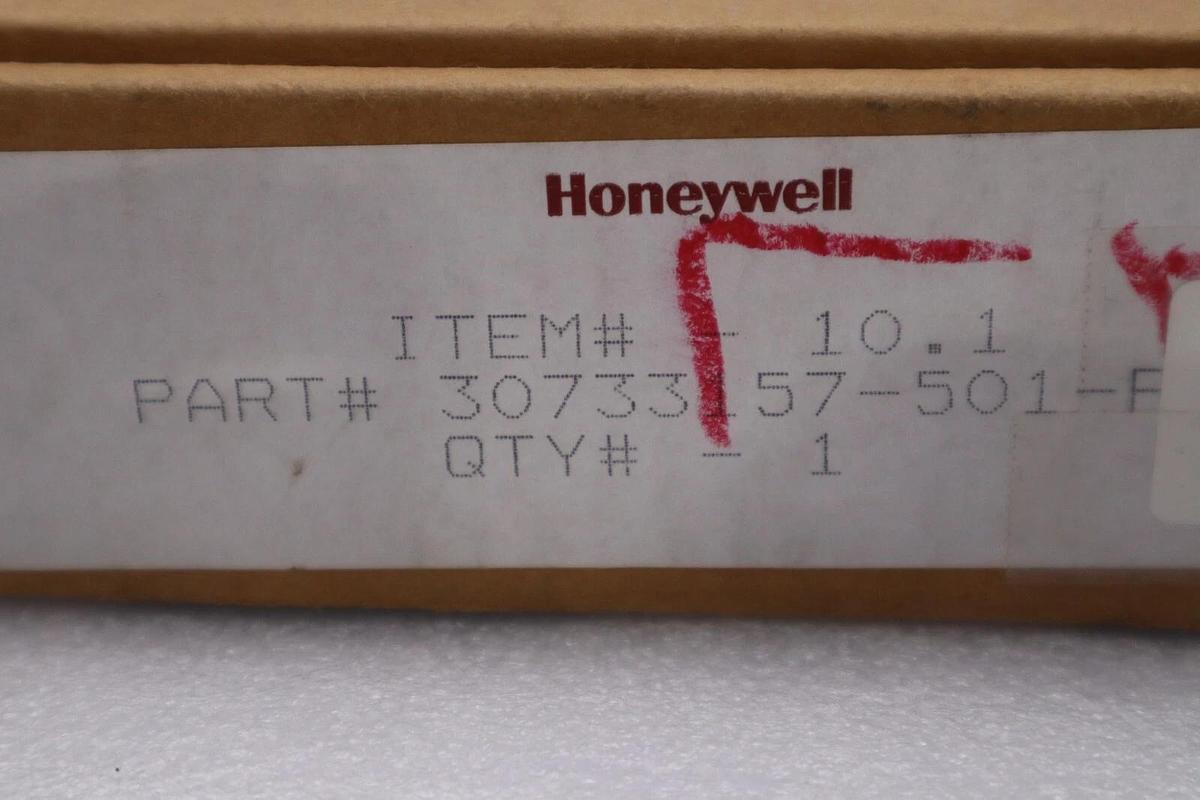 Honeywell
ITEM# - 10.1
PART# 30733157-501-
QTY# - 1